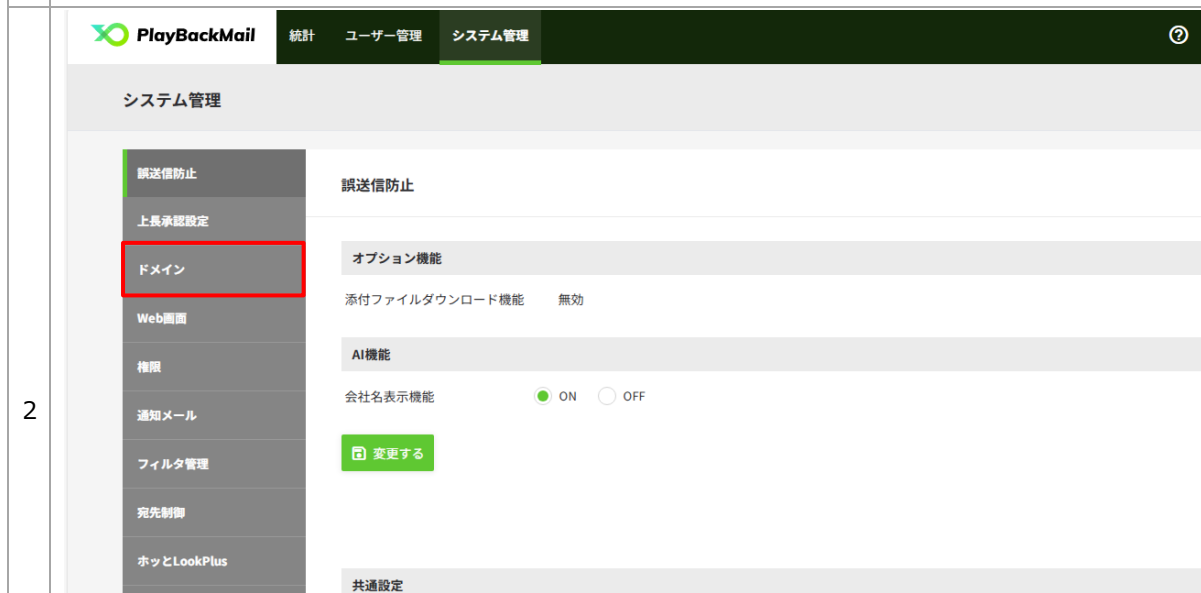 PlayBackMail 統計 ユーザー管理 システム管理
システム管理
誤送信防止
上長承認設定
ドメイン
Web画面
権限
通知メール
フィルタ管理
宛先制御
ホッとLookPlus
誤送信防止
オプション機能
添付ファイルダウンロード機能 無効
AI機能
会社名表示機能 ON OFF
変更する
共通設定
2